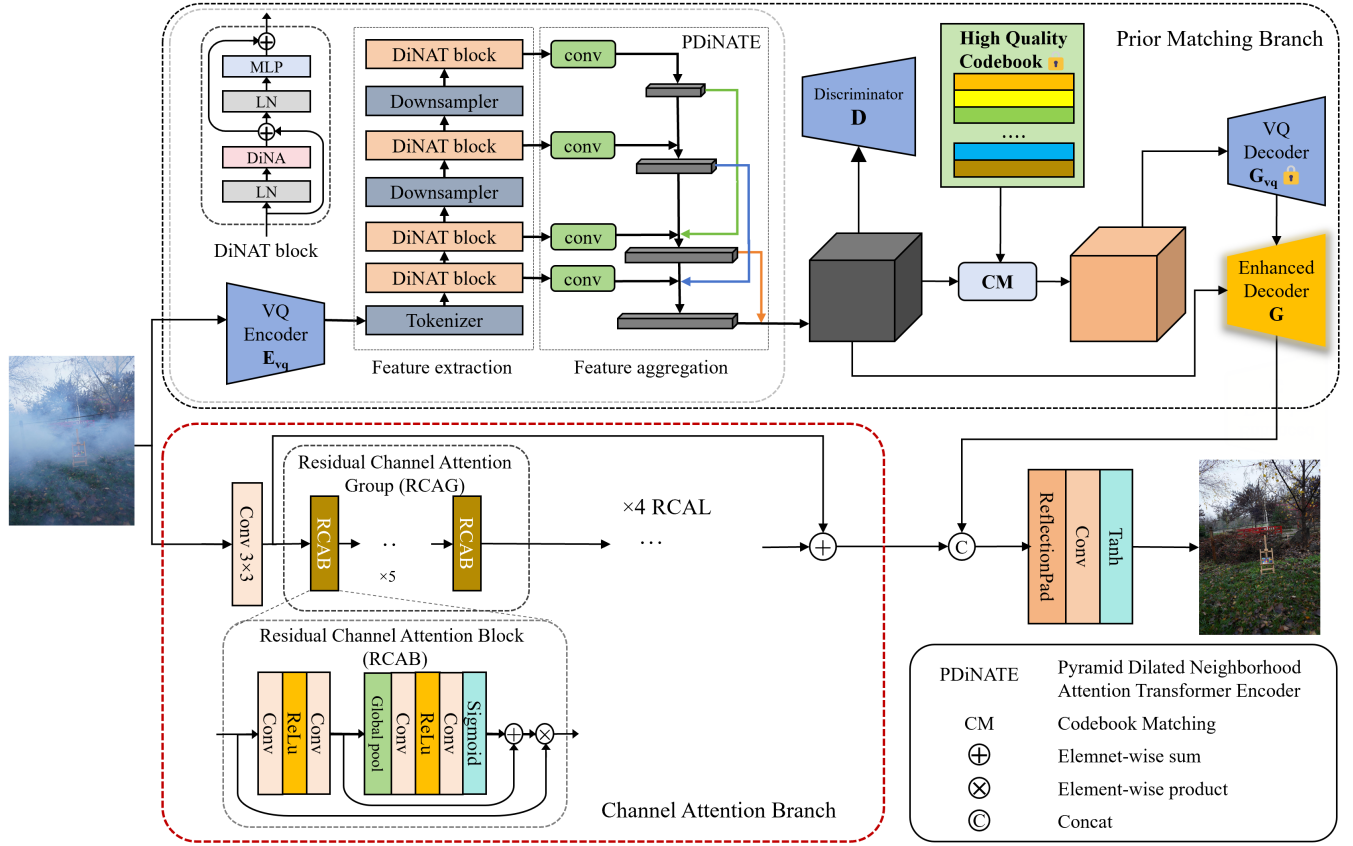 Prior Matching Branch
PDiNATE
MLP
LN
DiNA
LN
DiNAT block
DiNAT block
Downsampler
DiNAT block
Downsampler
DiNAT block
DiNAT block
Tokenizer
Feature extraction
conv
conv
conv
conv
Feature aggregation
VQ
Encoder
Evq
Discriminator
D
High Quality
Codebook
....
CM
VQ
Decoder
Gvq
Enhanced
Decoder
G
Residual Channel Attention
Group (RCAG)
Conv 3×3
RCAB
..
×5
RCAB
×4 RCAL
...
C
ReflectionPad
Conv
Tanh
Residual Channel Attention Block
(RCAB)
Conv
ReLu
Conv
Global pool
Conv
ReLu
Conv
Sigmoid
Channel Attention Branch
PDiNATE Pyramid Dilated Neighborhood
Attention Transformer Encoder
CM Codebook Matching
⊕ Elemnet-wise sum
⊗ Element-wise product
Ⓒ Concat